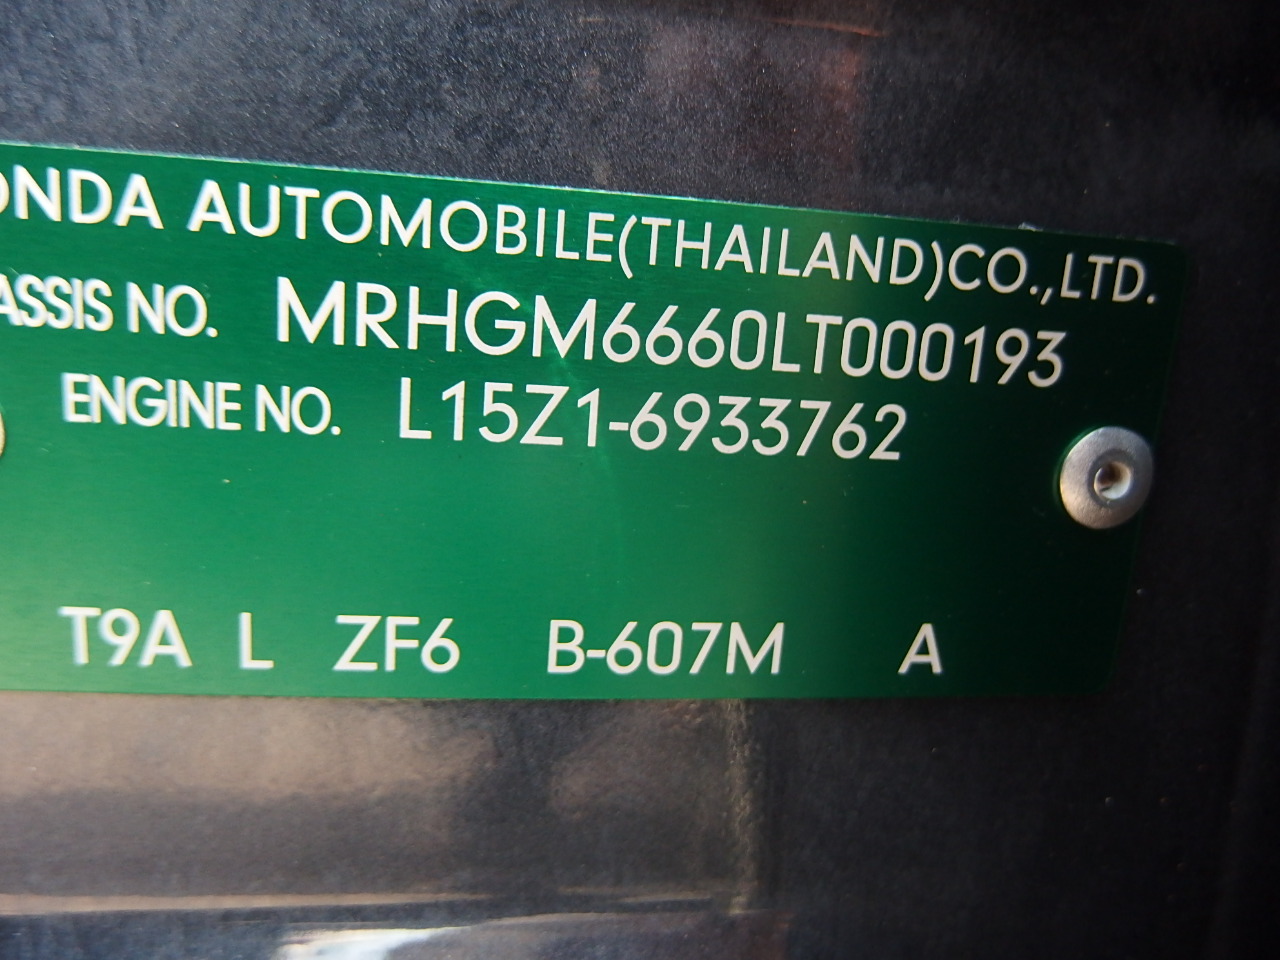 ONDA AUTOMOBILE(THAILAND)CO.,LTD.
ASSIS NO. MRHGM6660LT000193
ENGINE NO. L15Z1-6933762
T9A L ZF6 B-607M A